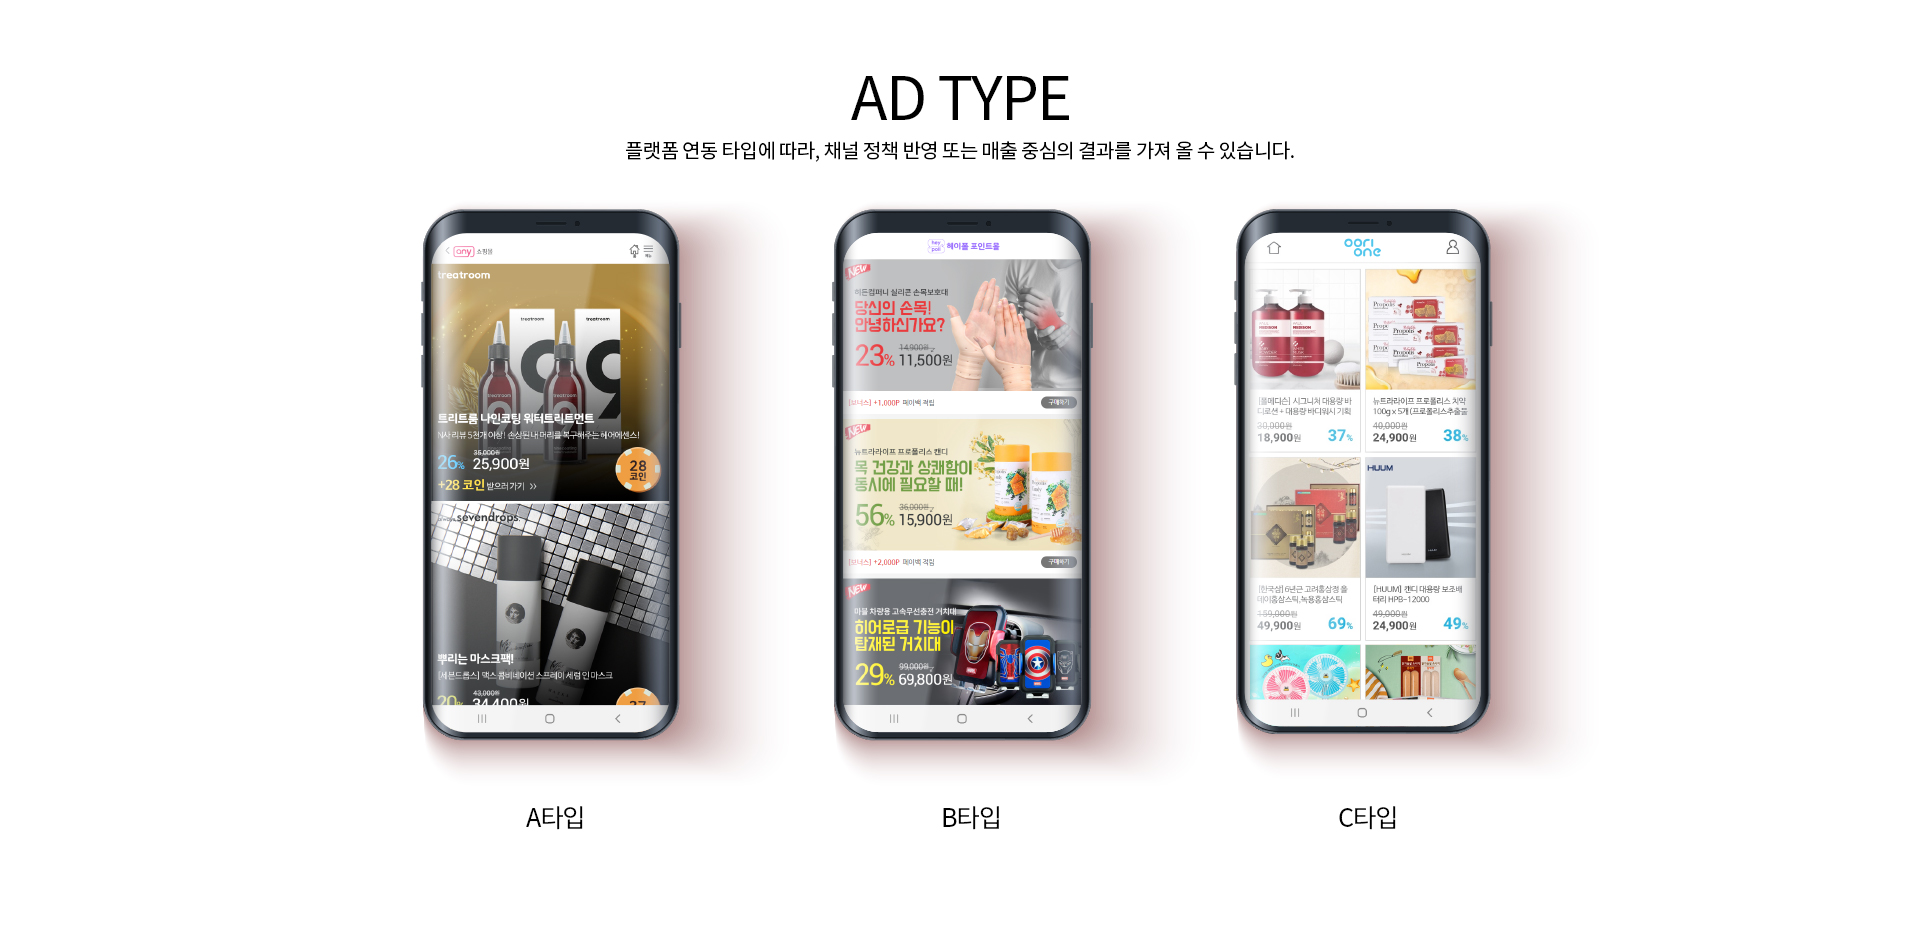 AD TYPE
플랫폼 연동 타입에 따라, 채널 정책 반영 또는 매출 중심의 결과를 가져 올 수 있습니다.
any 쇼핑몰
treatroom
treatroom
treatroom
트리트룸 나인코팅 워터트리트먼트
N사 리뷰 5천개 이상! 손상된 내 머리를 복구해주는 헤어에센스!
35,000원
26% 25,900원
28
코인
+28 코인 받으러 가기 >>
sevendrops.
뿌리는 마스크팩!
[세븐드롭스] 맥스 콤비네이션 스프레이 세럼 인 마스크
43,000원
20% 34,400원
27
A타입
hey
poll
헤이폴 포인트몰
NEW
히든컴퍼니 실리콘 손목보호대
당신의 손목!
안녕하신가요?
14,900원
23% 11,500원
[보너스] +1,000P 페이백 적립
구매하기
NEW
뉴트라라이프 프로폴리스 캔디
목 건강과 상쾌함이
동시에 필요할 때!
36,000원
56% 15,900원
[보너스] +2,000P 페이백 적립
구매하기
NEW
마블 차량용 고속무선충전 거치대
히어로급 기능이
탑재된 거치대
99,000원
29% 69,800원
B타입
oori
one
[플메디슨] 시그니처 대용량 바
디로션 + 대용량 바디워시 기획
30,000원
18,900원 37%
Propolis
뉴트라라이프 프로폴리스 치약
100g x 5개 (프로폴리스추출물
40,000원
24,900원 38%
[한국삼] 6년근 고려홍삼정 올
데이홍삼스틱,녹용홍삼스틱
159,000원
49,900원 69%
HUUM
[HUUM] 캔디 대용량 보조배
터리 HPB-12000
49,000원
24,900원 49%
C타입